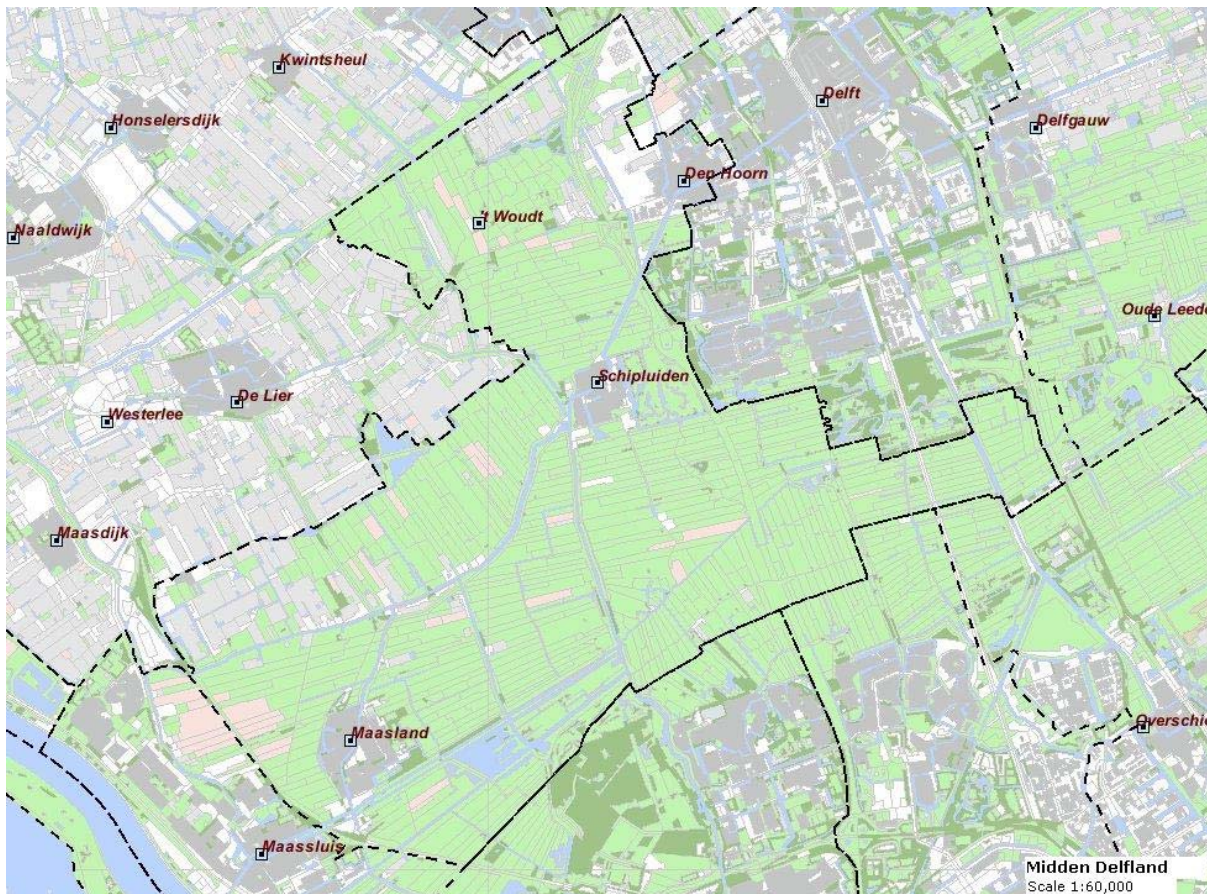 Kwintsheul
Delft
Honselersdijk
Delfgauw
Den Hoorn
't Woudt
Naaldwijk
Oude Leede
Schipluiden
De Lier
Westerlee
Maasdijk
Overschie
Maasland
Maassluis
Midden Delfland
Scale 1:60,000